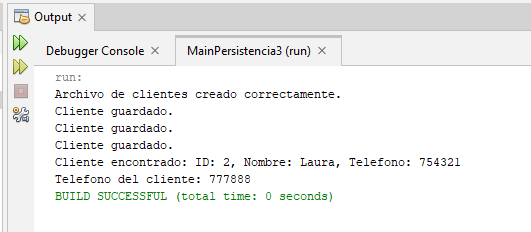 Output
Debugger Console
MainPersistencia3 (run)
run:
Archivo de clientes creado correctamente.
Cliente guardado.
Cliente guardado.
Cliente guardado.
Cliente encontrado: ID: 2, Nombre: Laura, Telefono: 754321
Telefono del cliente: 777888
BUILD SUCCESSFUL (total time: 0 seconds)